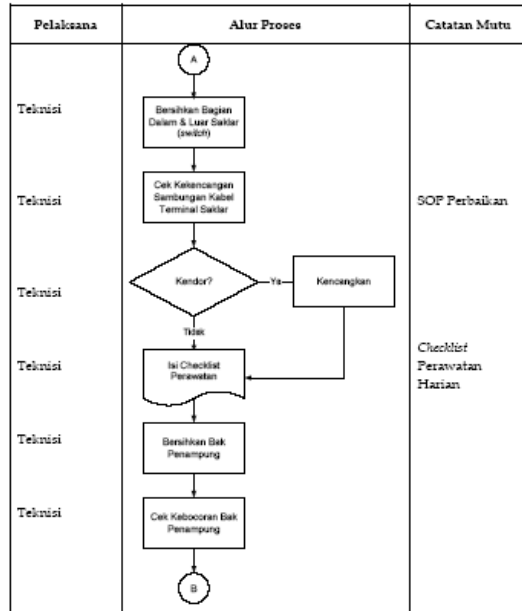 Pelaksana
Alur Proses
Catatan Mutu
A
Teknisi
Bersihkan Bagian
Dalam & Luar Saklar
(switch)
Teknisi
Cek Kekencangan
Sambungan Kabel
Terminal Saklar
SOP Perbaikan
Teknisi
Kendor?
Ya
Kencangkan
Tidak
Teknisi
Isi Checklist
Perawatan
Checklist
Perawatan
Harian
Teknisi
Bersihkan Bak
Penampung
Teknisi
Cek Kebocoran Bak
Penampung
B